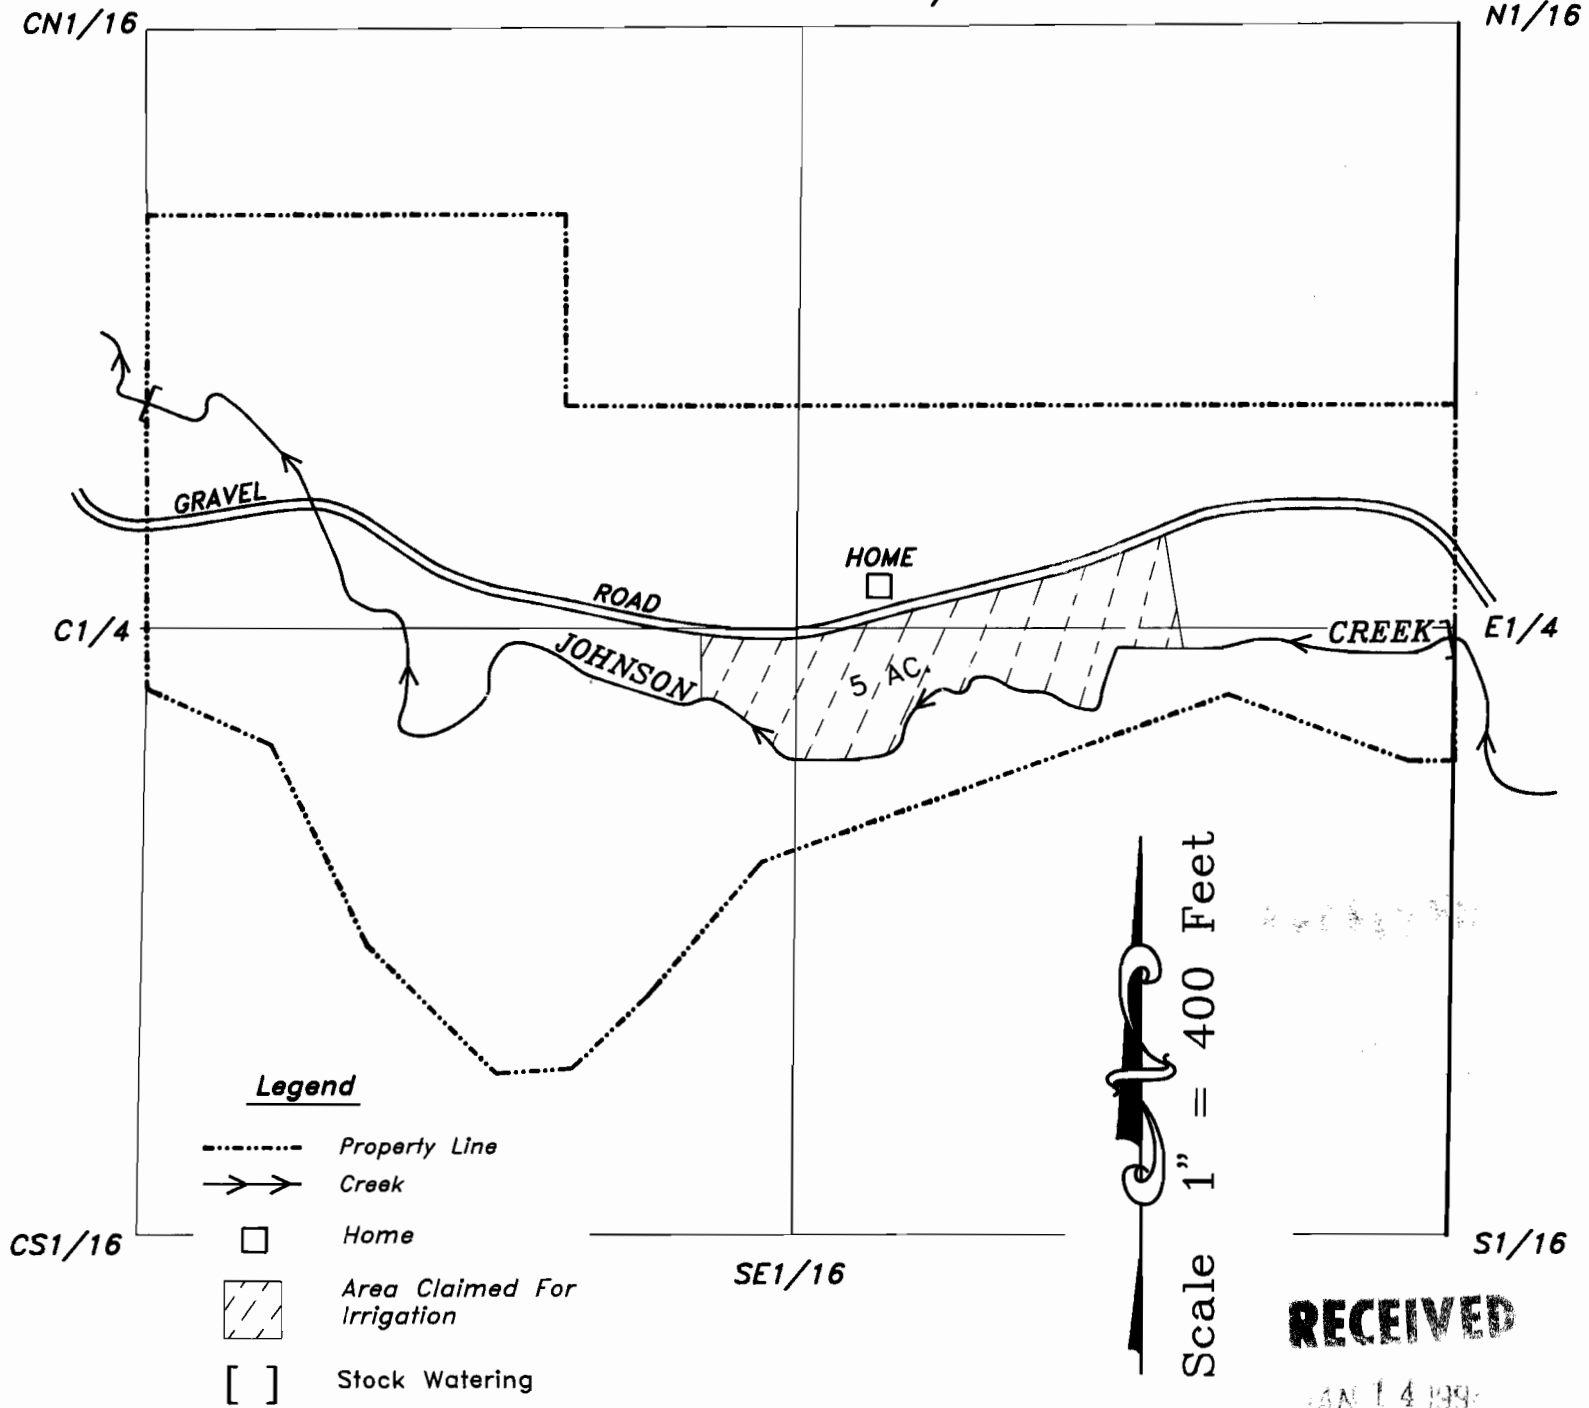 CN1/16
N1/16
GRAVEL
HOME
ROAD
C1/4
JOHNSON
5 AC.
CREEK
E1/4
Scale 1" = 400 Feet
Legend
Property Line
Creek
Home
Area Claimed For
Irrigation
Stock Watering
CS1/16
SE1/16
S1/16
RECEIVED
14